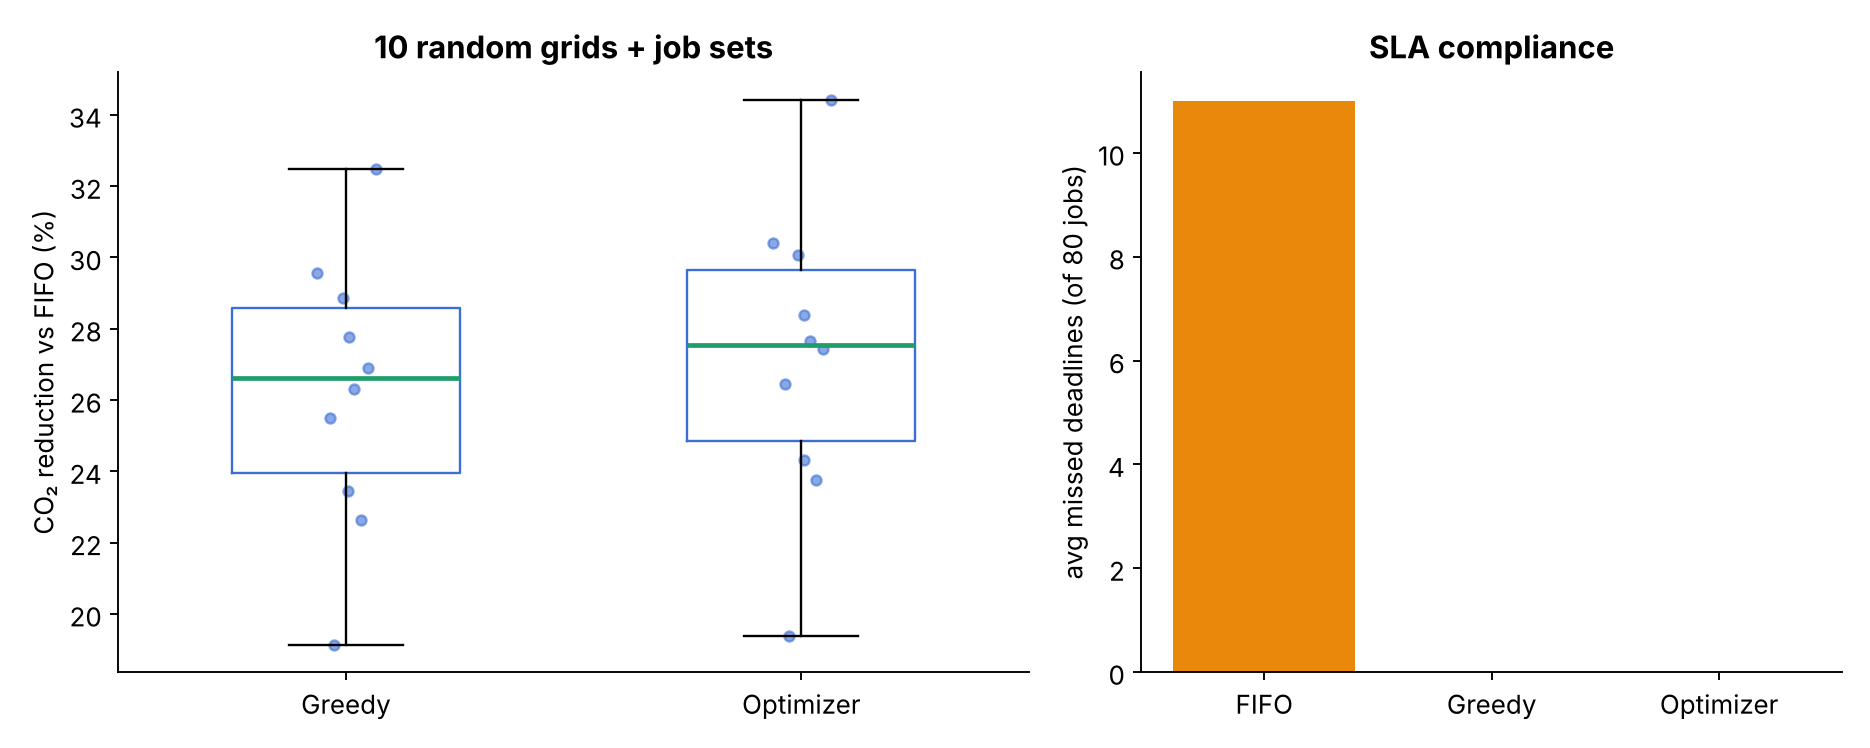 10 random grids + job sets
CO₂ reduction vs FIFO (%)
34
32
30
28
26
24
22
20
Greedy
Optimizer
SLA compliance
avg missed deadlines (of 80 jobs)
10
8
6
4
2
0
FIFO
Greedy
Optimizer